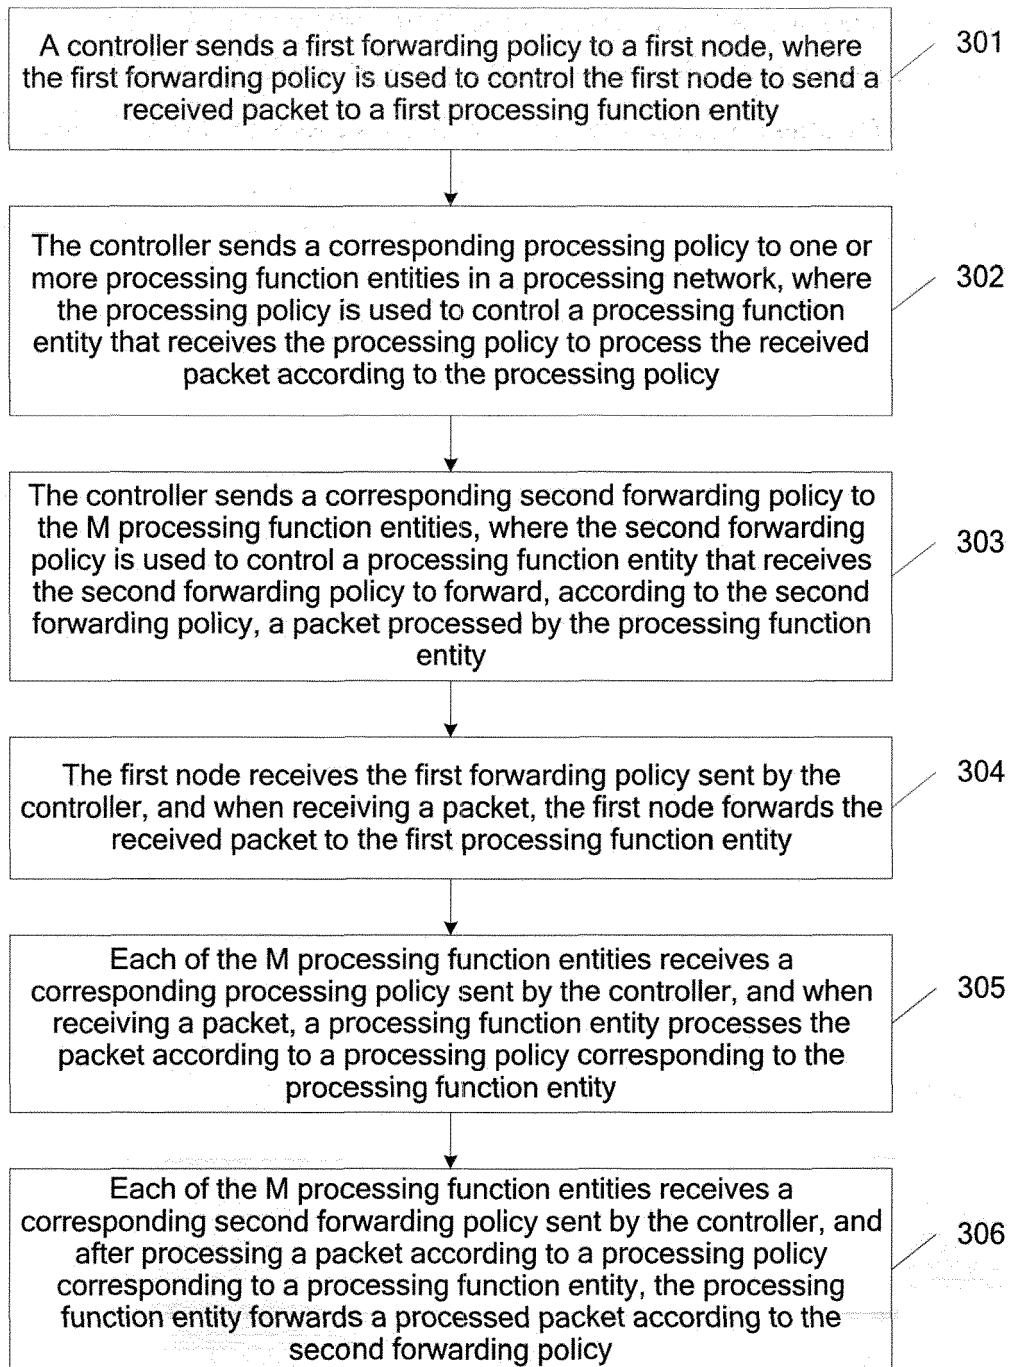 A controller sends a first forwarding policy to a first node, where
the first forwarding policy is used to control the first node to send a
received packet to a first processing function entity
301
The controller sends a corresponding processing policy to one or
more processing function entities in a processing network, where
the processing policy is used to control a processing function
entity that receives the processing policy to process the received
packet according to the processing policy
302
The controller sends a corresponding second forwarding policy to
the M processing function entities, where the second forwarding
policy is used to control a processing function entity that receives
the second forwarding policy to forward, according to the second
forwarding policy, a packet processed by the processing function
entity
303
The first node receives the first forwarding policy sent by the
controller, and when receiving a packet, the first node forwards the
received packet to the first processing function entity
304
Each of the M processing function entities receives a
corresponding processing policy sent by the controller, and when
receiving a packet, a processing function entity processes the
packet according to a processing policy corresponding to the
processing function entity
305
Each of the M processing function entities receives a
corresponding second forwarding policy sent by the controller, and
after processing a packet according to a processing policy
corresponding to a processing function entity, the processing
function entity forwards a processed packet according to the
second forwarding policy
306